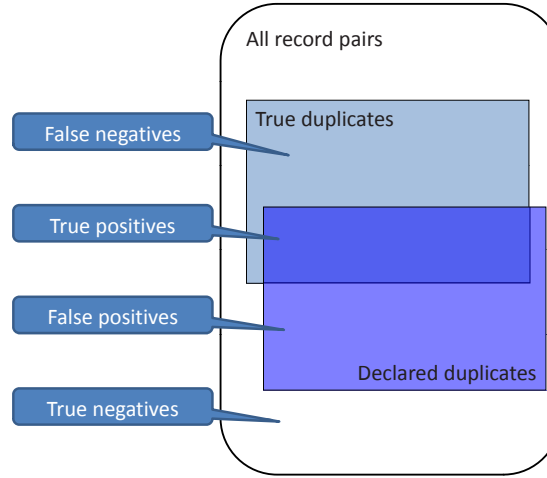 All record pairs
True duplicates
False negatives
True positives
False positives
Declared duplicates
True negatives